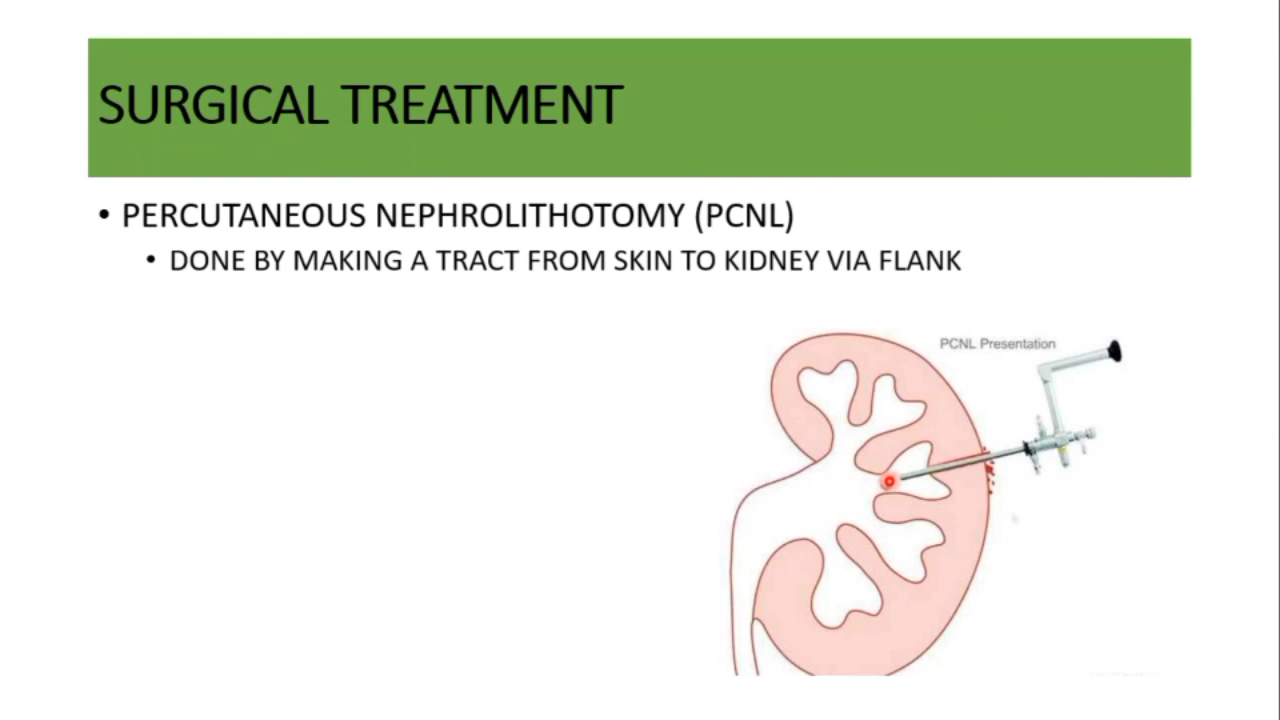 SURGICAL TREATMENT
• PERCUTANEOUS NEPHROLITHOTOMY (PCNL)
• DONE BY MAKING A TRACT FROM SKIN TO KIDNEY VIA FLANK
PCNL Presentation